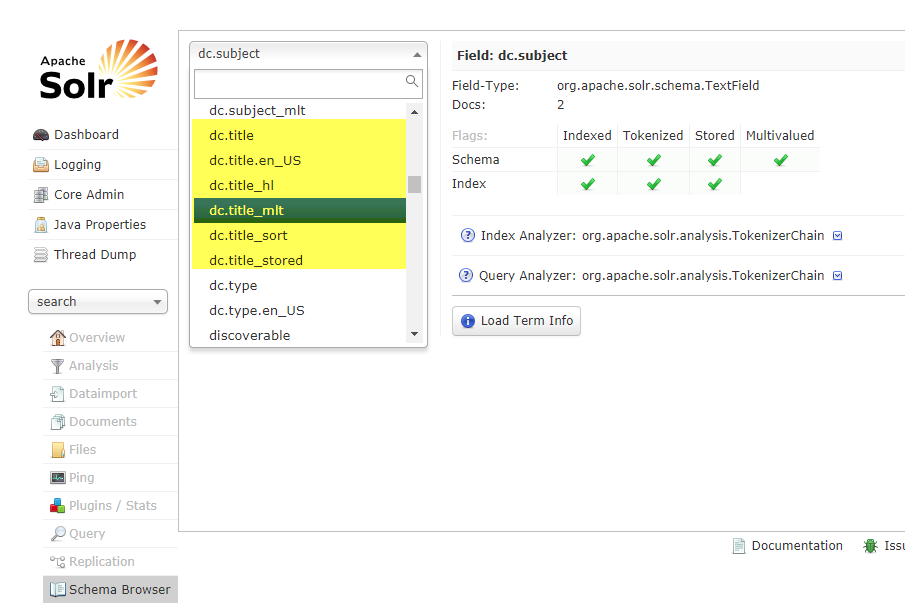 Apache
Solr
Dashboard
Logging
Core Admin
Java Properties
Thread Dump
search
Overview
Analysis
Dataimport
Documents
Files
Ping
Plugins / Stats
Query
Replication
Schema Browser
dc.subject
dc.subject_mlt
dc.title
dc.title.en_US
dc.title_hl
dc.title_mlt
dc.title_sort
dc.title_stored
dc.type
dc.type.en_US
discoverable
Field: dc.subject
Field-Type: org.apache.solr.schema.TextField
Docs: 2
Flags: Indexed Tokenized Stored Multivalued
Schema
Index
Index Analyzer: org.apache.solr.analysis.TokenizerChain
Query Analyzer: org.apache.solr.analysis.TokenizerChain
Load Term Info
Documentation Issu